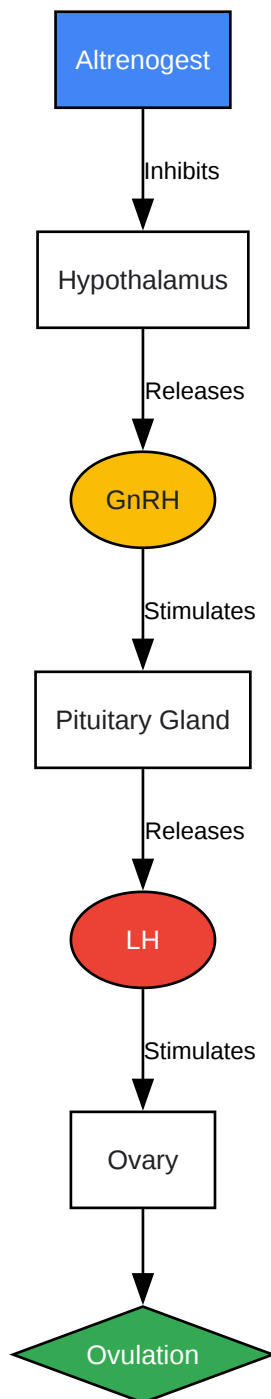 Altrenogest
Inhibits
Hypothalamus
Releases
GnRH
Stimulates
Pituitary Gland
Releases
LH
Stimulates
Ovary
Ovulation